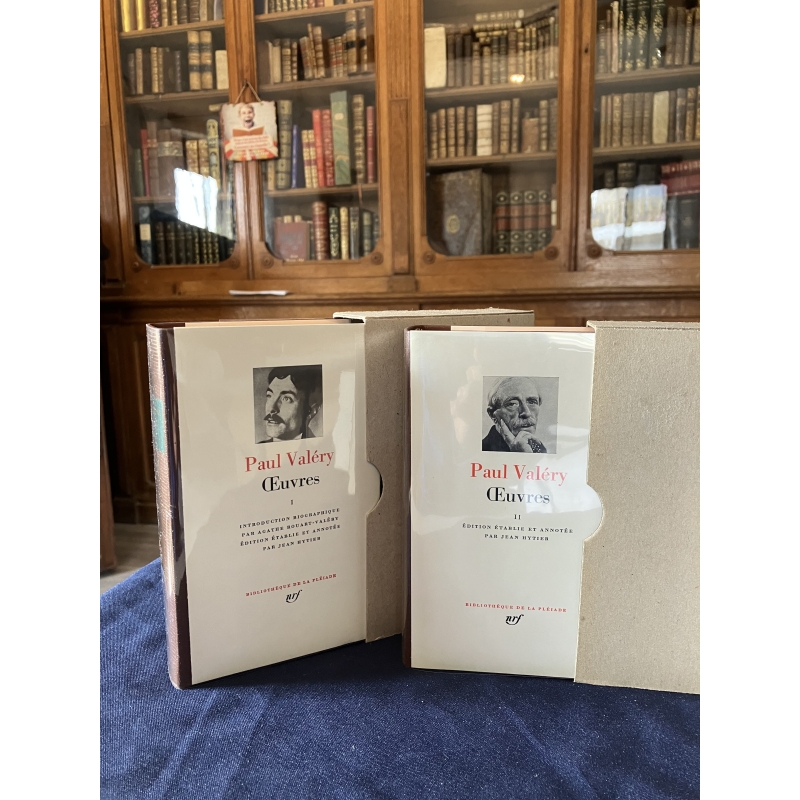 Paul Valéry
Œuvres
I
INTRODUCTION BIOGRAPHIQUE
PAR AGATHE ROUART-VALÉRY
ÉDITION ÉTABLIE ET ANNOTÉE
PAR JEAN HYTIER
BIBLIOTHÈQUE DE LA PLÉIADE
nrf
Paul Valéry
Œuvres
II
ÉDITION ÉTABLIE ET ANNOTÉE
PAR JEAN HYTIER
BIBLIOTHÈQUE DE LA PLÉIADE
nrf